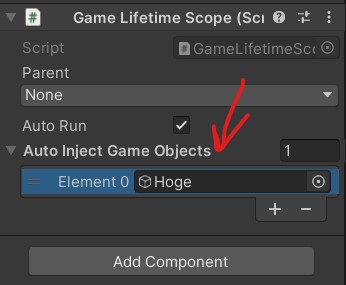 Game Lifetime Scope (Scr
Script
GameLifetimeSco
Parent
None
Auto Run
Auto Inject Game Objects
1
Element 0
Hoge
+ −
Add Component